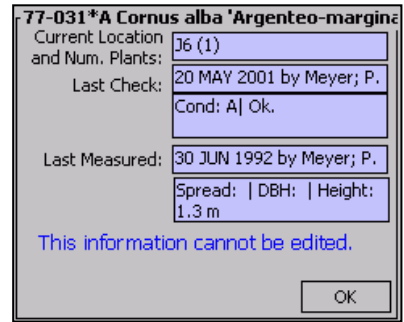 77-031*A Cornus alba 'Argenteo-margina
Current Location and Num. Plants:
J6 (1)
Last Check:
20 MAY 2001 by Meyer; P.
Cond: A| Ok.
Last Measured:
30 JUN 1992 by Meyer; P.
Spread: | DBH: | Height:
1.3 m
This information cannot be edited.
OK